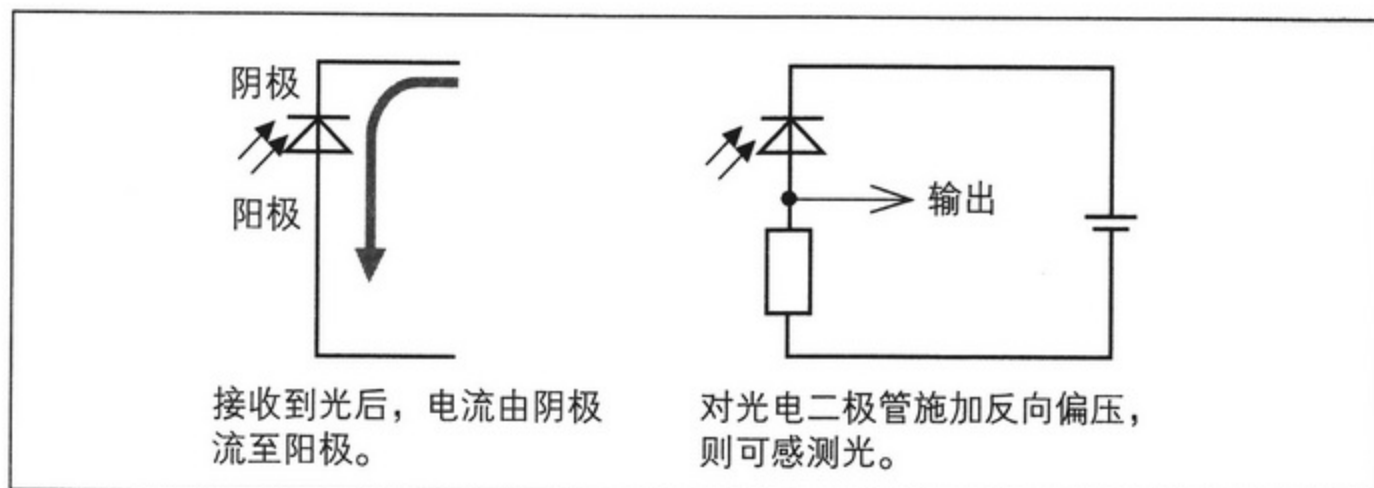 阴极
阳极
接收到光后，电流由阴极
流至阳极。
输出
对光电二极管施加反向偏压，
则可感测光。